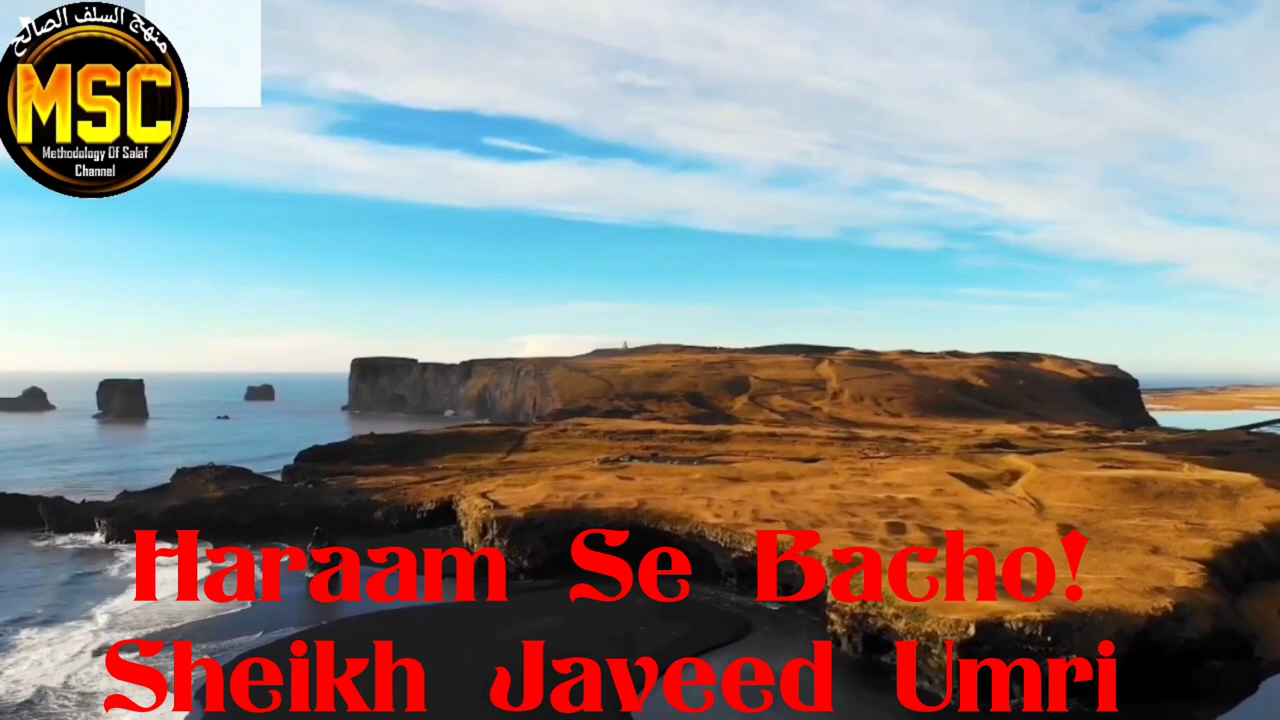 منهج السلف الصالح
MSC
Methodology Of Salaf
Channel
Haraam Se Bacho!
Sheikh Javeed Umri